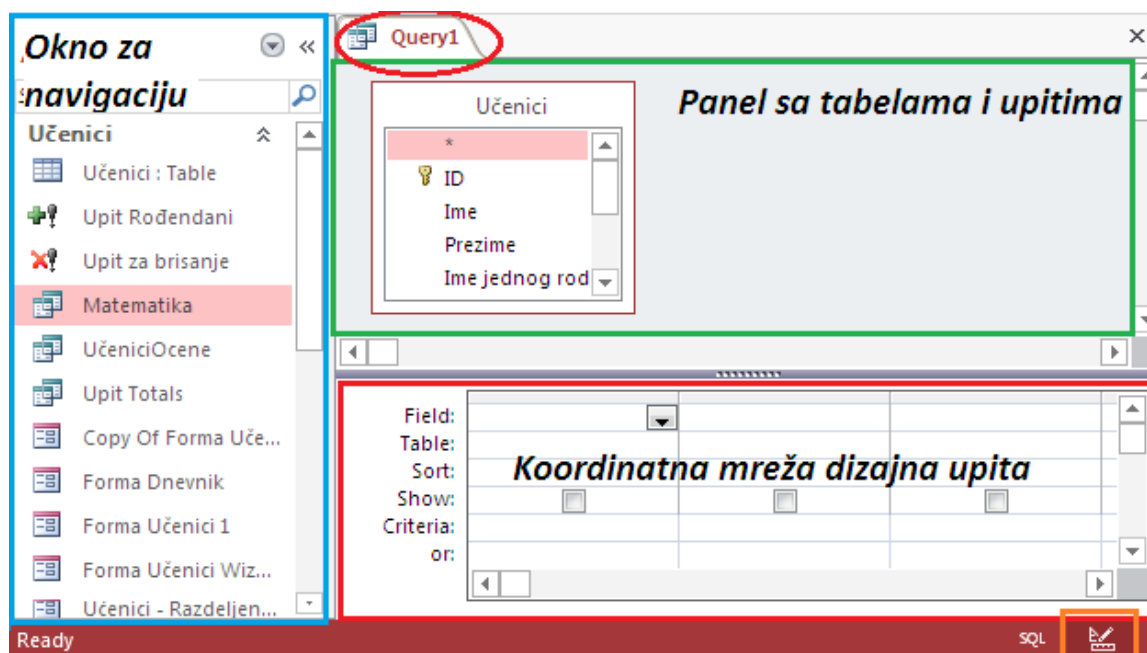 Okno za
navigaciju
Učenici
Učenici : Table
Upit Rođendani
Upit za brisanje
Matematika
UčeniciOcene
Upit Totals
Copy Of Forma Uče...
Forma Dnevnik
Forma Učenici 1
Forma Učenici Wiz...
Učenici - Razdeljen...
Query1
Učenici
Panel sa tabelama i upitima
*
ID
Ime
Prezime
Ime jednog rod
Field:
Table:
Sort:
Koordinatna mreža dizajna upita
Show:
Criteria:
or:
Ready
SQL